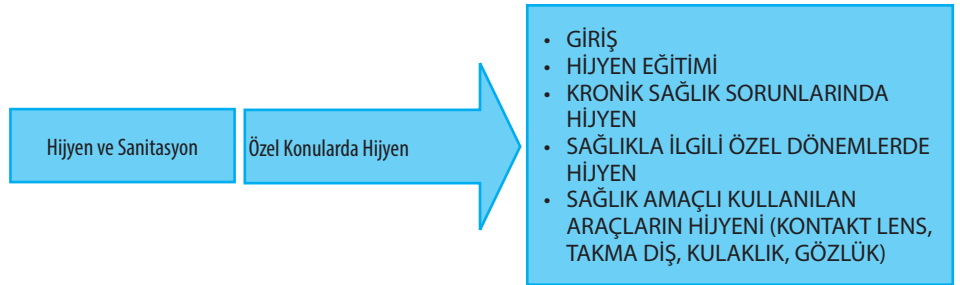 Hijyen ve Sanitasyon
Özel Konularda Hijyen
• GİRİŞ
• HİJYEN EĞİTİMİ
• KRONİK SAĞLIK SORUNLARINDA
HİJYEN
• SAĞLIKLA İLGİLİ ÖZEL DÖNEMLERDE
HİJYEN
• SAĞLIK AMAÇLI KULLANILAN
ARAÇLARIN HİJYENİ (KONTAKT LENS,
TAKMA DİŞ, KULAKLIK, GÖZLÜK)